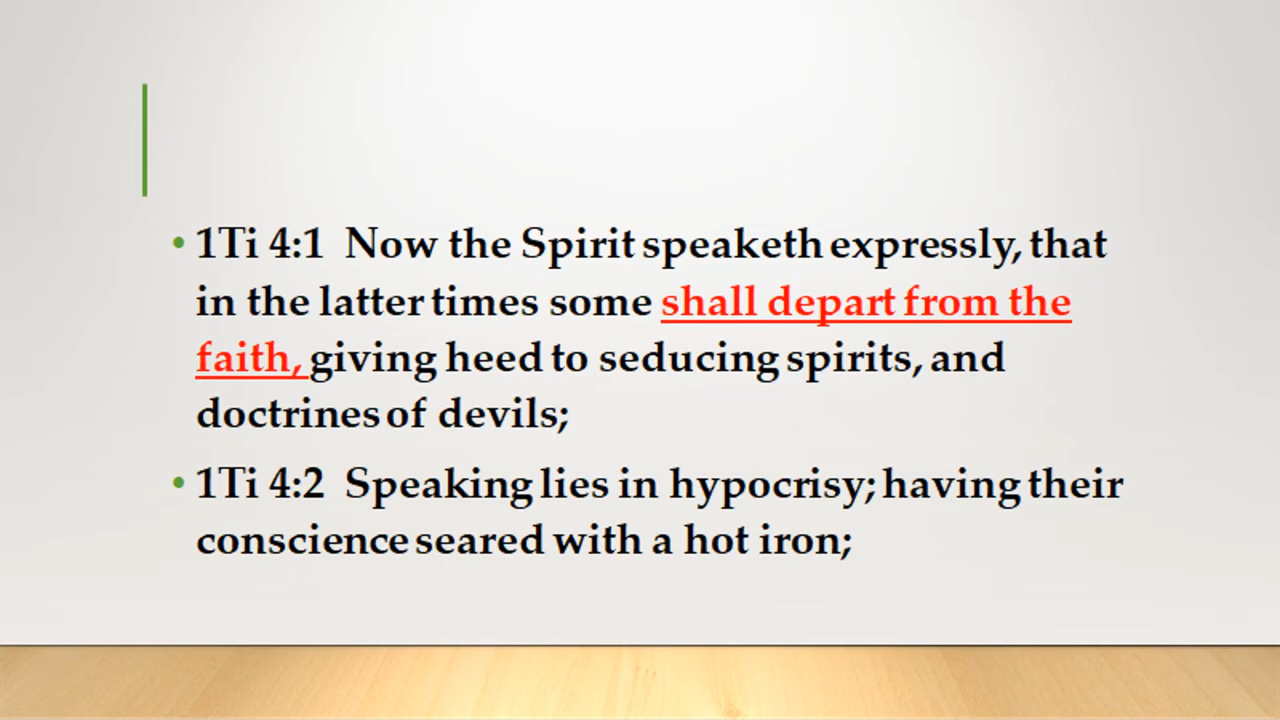 • 1Ti 4:1  Now the Spirit speaketh expressly, that
in the latter times some shall depart from the
faith, giving heed to seducing spirits, and
doctrines of devils;
• 1Ti 4:2  Speaking lies in hypocrisy; having their
conscience seared with a hot iron;